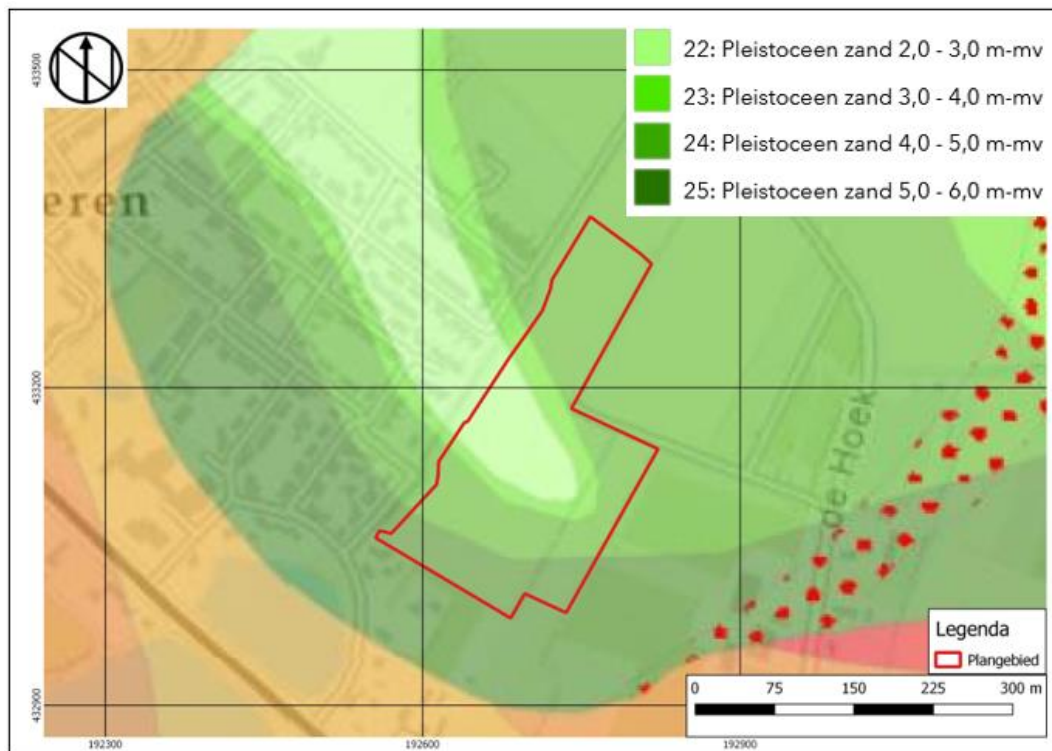 22: Pleistoceen zand 2,0 - 3,0 m-mv
23: Pleistoceen zand 3,0 - 4,0 m-mv
24: Pleistoceen zand 4,0 - 5,0 m-mv
25: Pleistoceen zand 5,0 - 6,0 m-mv
433500
eren
433200
de Hoek
Legenda
Plangebied
0 75 150 225 300 m
432900
192300 192600 192900